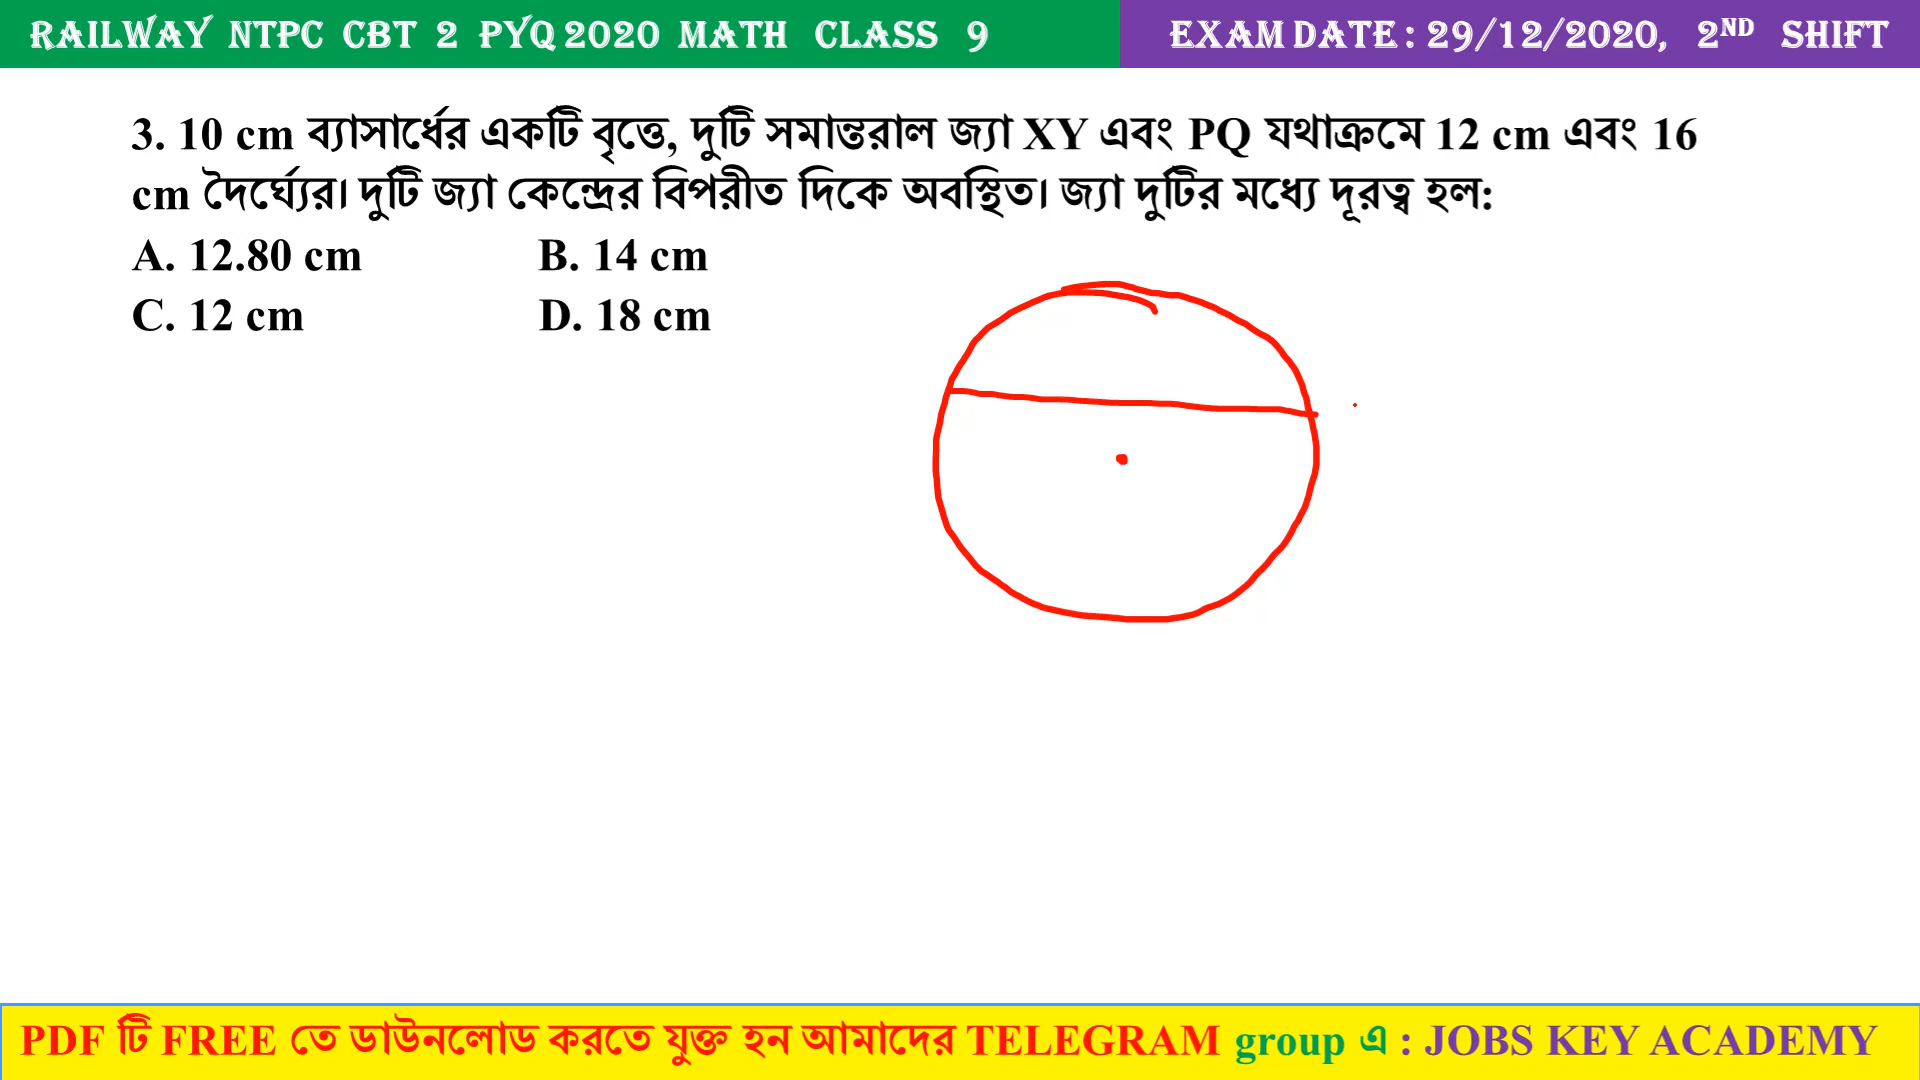 RAILWAY NTPC CBT 2 PYQ 2020 MATH CLASS 9
EXAM DATE : 29/12/2020, 2ND SHIFT
3. 10 cm ব্যাসার্ধের একটি বৃত্তে, দুটি সমান্তরাল জ্যা XY এবং PQ যথাক্রমে 12 cm এবং 16
cm দৈর্ঘ্যের। দুটি জ্যা কেন্দ্রের বিপরীত দিকে অবস্থিত। জ্যা দুটির মধ্যে দূরত্ব হল:
A. 12.80 cm B. 14 cm
C. 12 cm D. 18 cm
PDF টি FREE তে ডাউনলোড করতে যুক্ত হন আমাদের TELEGRAM group এ : JOBS KEY ACADEMY